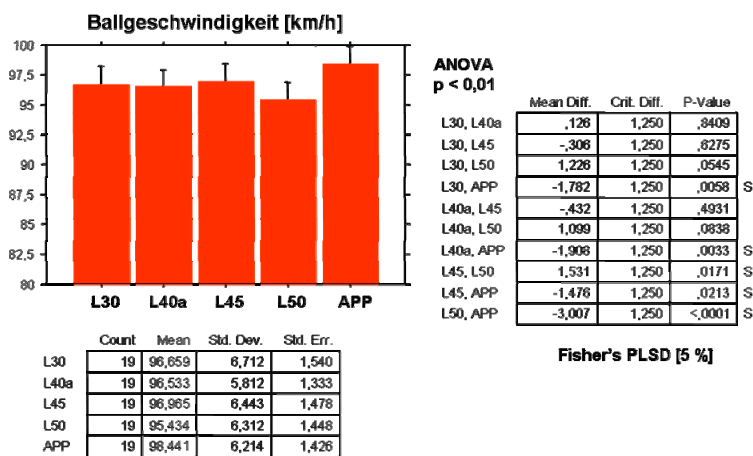 Ballgeschwindigkeit [km/h]
100
97,5
95
92,5
90
87,5
85
82,5
80
L30 L40a L45 L50 APP
ANOVA
p < 0,01
Mean Diff. Crit. Diff. P-Value
L30, L40a ,126 1,250 ,8409
L30, L45 -,306 1,250 ,6275
L30, L50 1,226 1,250 ,0545
L30, APP -1,782 1,250 ,0058 S
L40a, L45 -,432 1,250 ,4931
L40a, L50 1,099 1,250 ,0838
L40a, APP -1,908 1,250 ,0033 S
L45, L50 1,531 1,250 ,0171 S
L45, APP -1,476 1,250 ,0213 S
L50, APP -3,007 1,250 <,0001 S
Fisher's PLSD [5 %]
Count Mean Std. Dev. Std. Err.
L30 19 96,659 6,712 1,540
L40a 19 96,533 5,812 1,333
L45 19 96,965 6,443 1,478
L50 19 95,434 6,312 1,448
APP 19 98,441 6,214 1,426